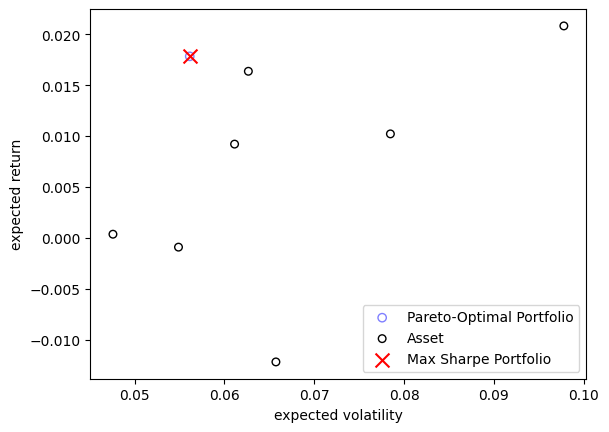 0.020
0.015
0.010
0.005
0.000
−0.005
−0.010
expected return
0.05
0.06
0.07
0.08
0.09
0.10
expected volatility
Pareto-Optimal Portfolio
Asset
Max Sharpe Portfolio